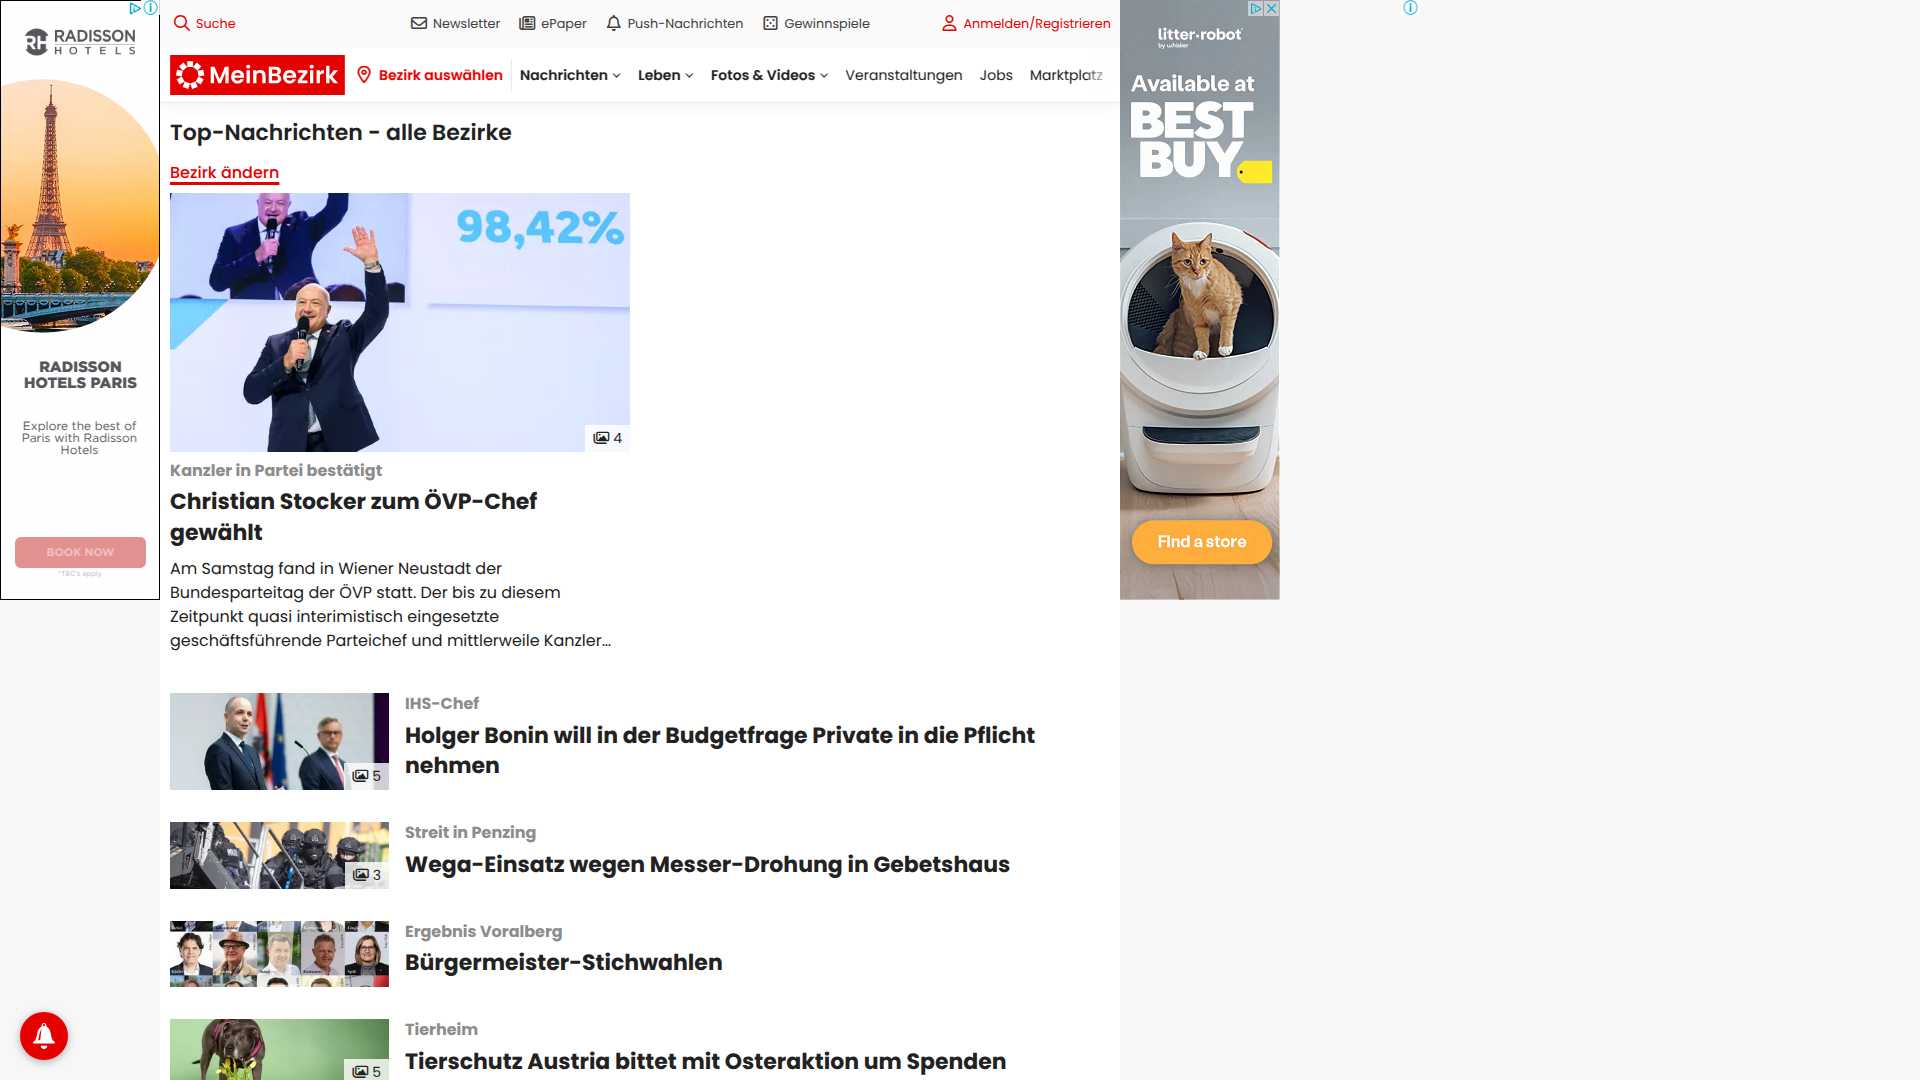 Suche
Newsletter
ePaper
Push-Nachrichten
Gewinnspiele
Anmelden/Registrieren
MeinBezirk
Bezirk auswählen
Nachrichten
Leben
Fotos & Videos
Veranstaltungen
Jobs
Marktplatz
RH RADISSON
HOTELS
RADISSON
HOTELS PARIS
Explore the best of
Paris with Radisson
Hotels
BOOK NOW
*T&C's apply
Top-Nachrichten - alle Bezirke
Bezirk ändern
98,42%
4
Kanzler in Partei bestätigt
Christian Stocker zum ÖVP-Chef
gewählt
Am Samstag fand in Wiener Neustadt der
Bundesparteitag der ÖVP statt. Der bis zu diesem
Zeitpunkt quasi interimistisch eingesetzte
geschäftsführende Parteichef und mittlerweile Kanzler...
5
IHS-Chef
Holger Bonin will in der Budgetfrage Private in die Pflicht
nehmen
3
Streit in Penzing
Wega-Einsatz wegen Messer-Drohung in Gebetshaus
Ergebnis Voralberg
Bürgermeister-Stichwahlen
5
Tierheim
Tierschutz Austria bittet mit Osteraktion um Spenden
litter-robot
by whisker
Available at
BEST
BUY
Find a store